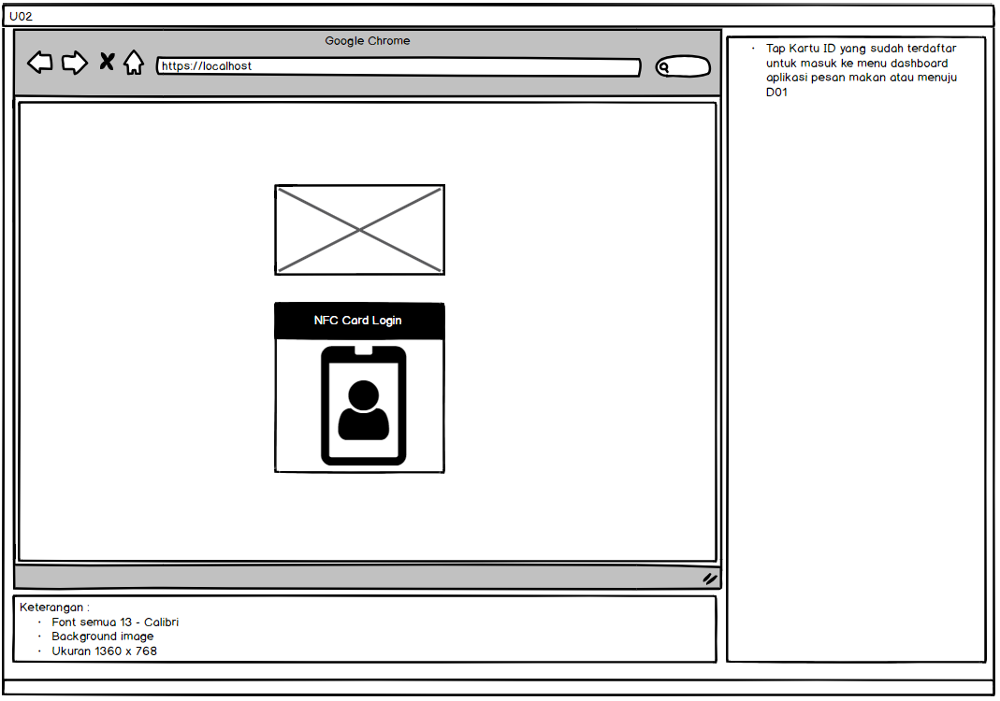 U02
Google Chrome
https://localhost
NFC Card Login
· Tap Kartu ID yang sudah terdaftar
untuk masuk ke menu dashboard
aplikasi pesan makan atau menuju
D01
Keterangan :
· Font semua 13 - Calibri
· Background image
· Ukuran 1360 x 768